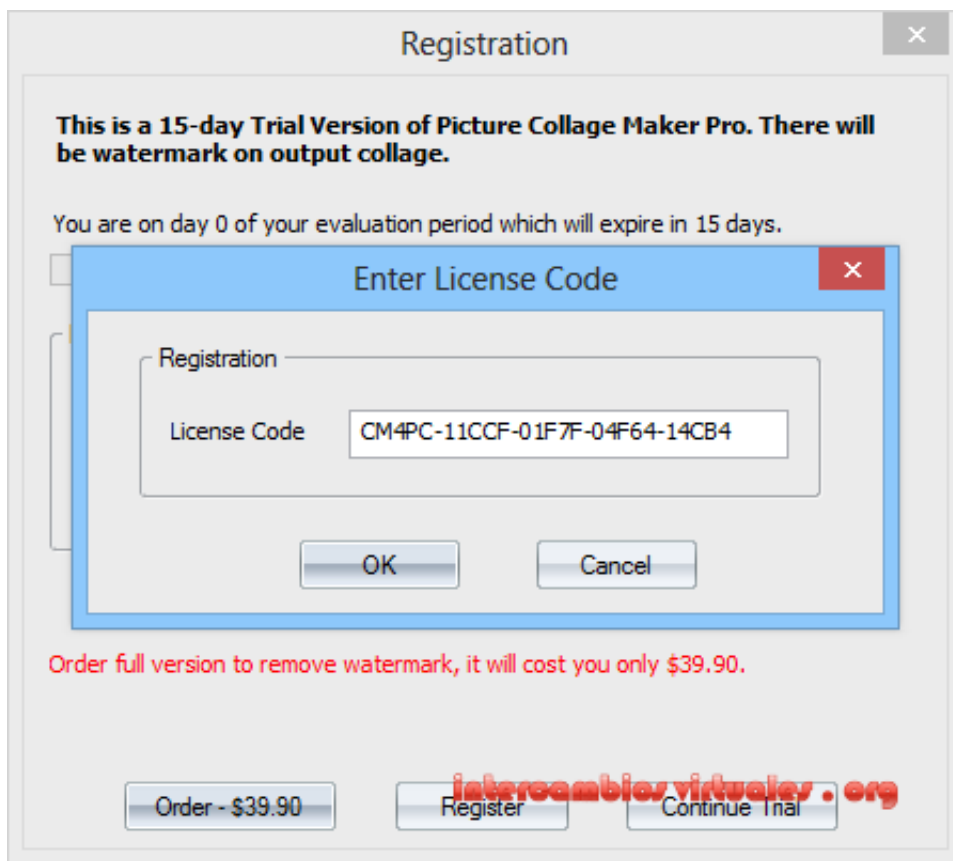 Registration
This is a 15-day Trial Version of Picture Collage Maker Pro. There will
be watermark on output collage.
You are on day 0 of your evaluation period which will expire in 15 days.
Enter License Code
Registration
License Code CM4PC-11CCF-01F7F-04F64-14CB4
OK Cancel
Order full version to remove watermark, it will cost you only $39.90.
intercambiosvirtuales.org
Order - $39.90 Register Continue Trial